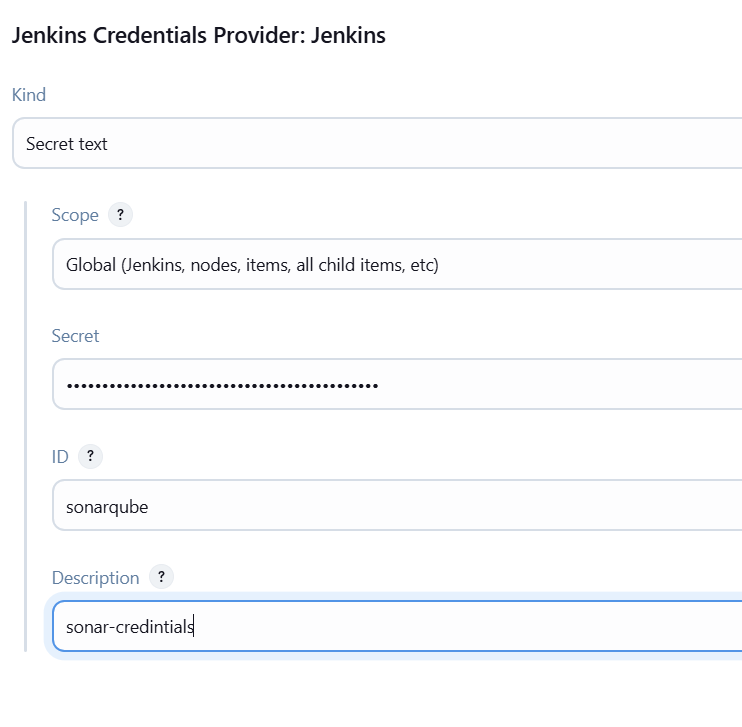 Jenkins Credentials Provider: Jenkins
Kind
Secret text
Scope ?
Global (Jenkins, nodes, items, all child items, etc)
Secret
••••••••••••••••••••••••••••••••••••••••••••
ID ?
sonarqube
Description ?
sonar-credintials